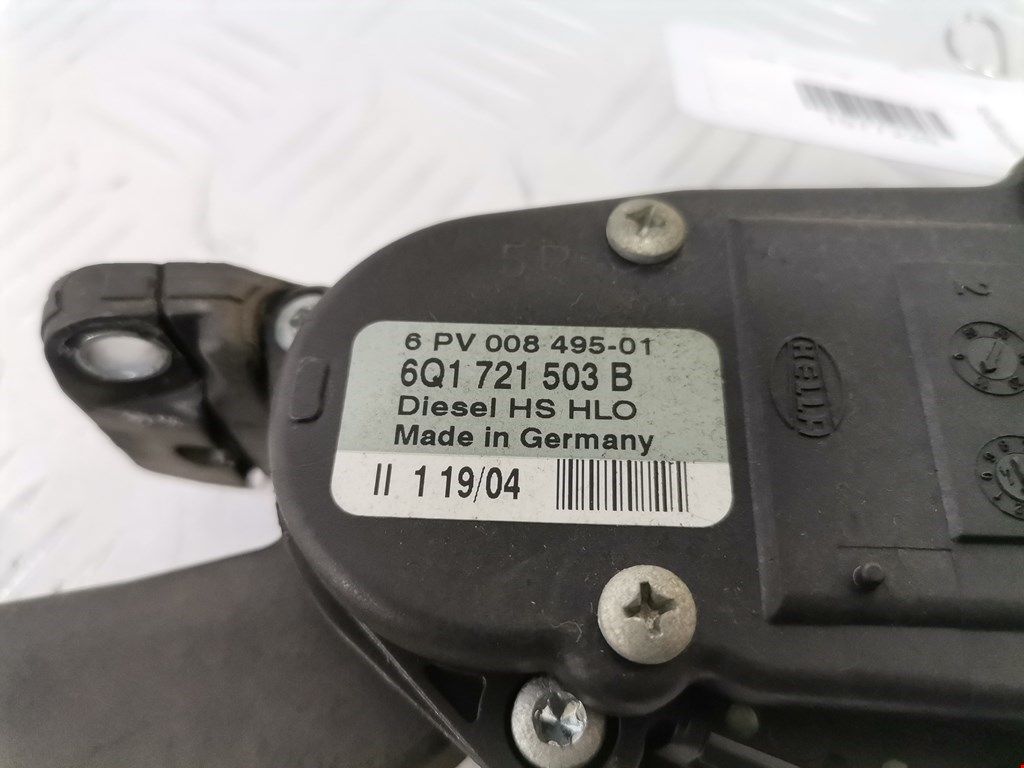 6 PV 008 495-01
6Q1 721 503 B
Diesel HS HLO
Made in Germany
II 1 19/04
HELLA
2